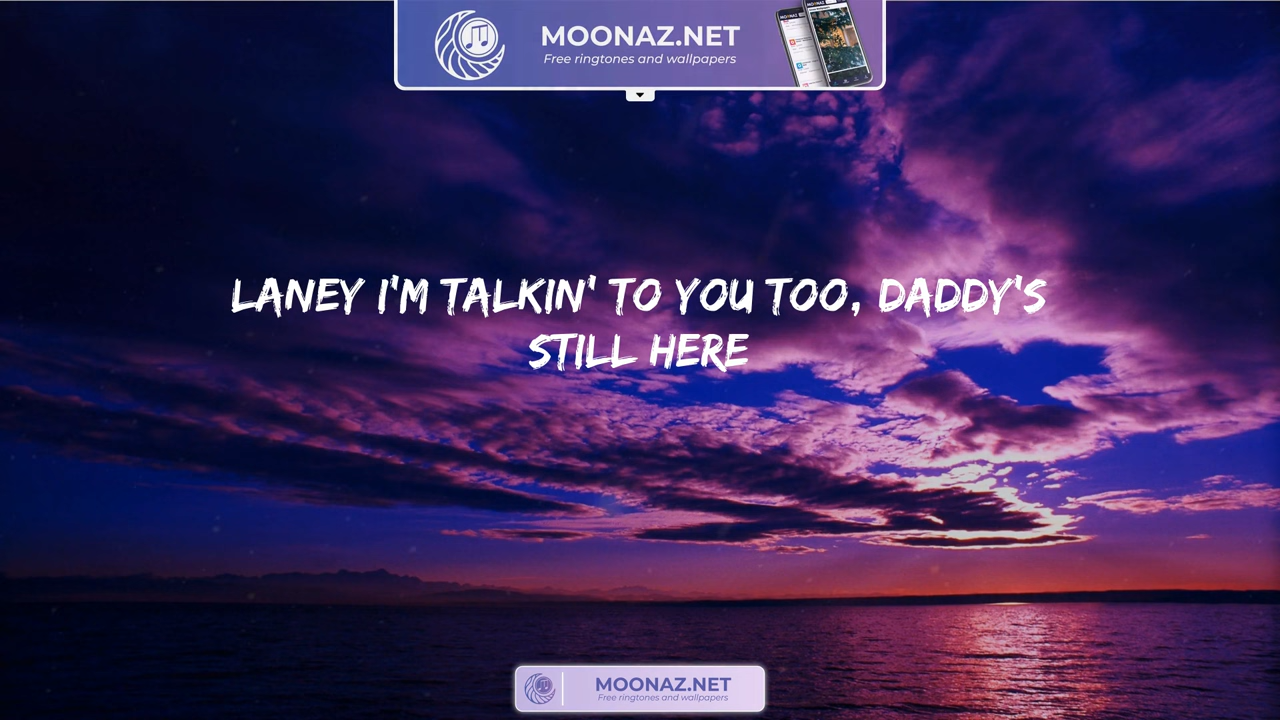 MOONAZ.NET
Free ringtones and wallpapers
LANEY I'M TALKIN' TO YOU TOO, DADDY'S
STILL HERE
MOONAZ.NET
Free ringtones and wallpapers